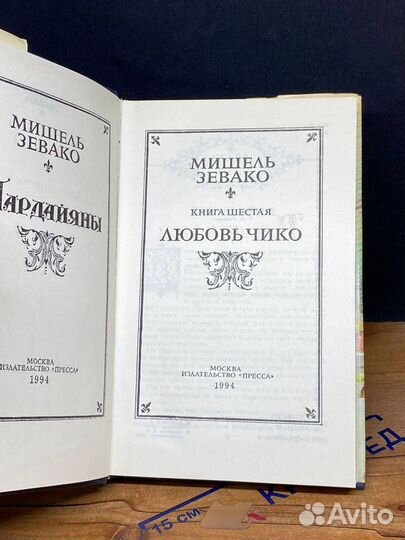 МИШЕЛЬ
ЗЕВАКО
ПАРДАЙЯНЫ
МОСКВА
ИЗДАТЕЛЬСТВО «ПРЕССА»
1994
МИШЕЛЬ
ЗЕВАКО
КНИГА ШЕСТАЯ
ЛЮБОВЬ ЧИКО
МОСКВА
ИЗДАТЕЛЬСТВО «ПРЕССА»
1994
15 СМ
Avito